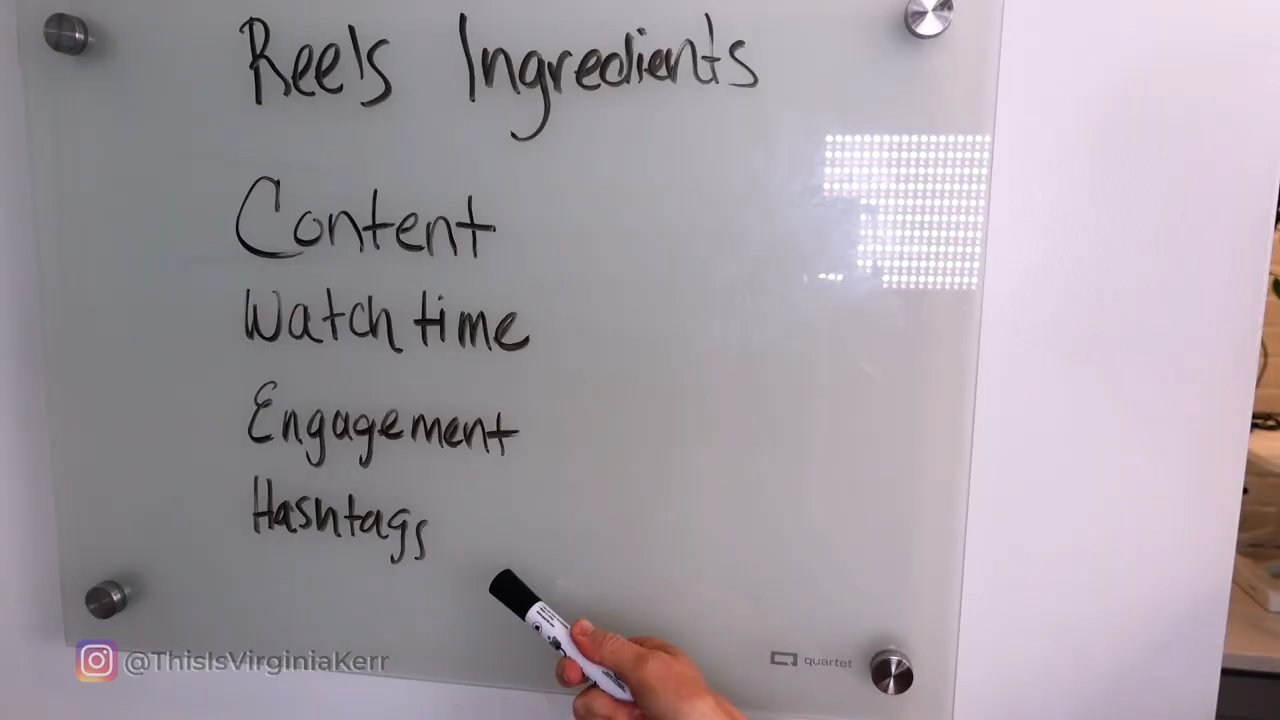 Reels Ingredients
Content
Watch time
Engagement
Hashtags
@ThisIsVirginiaKerr
quartet